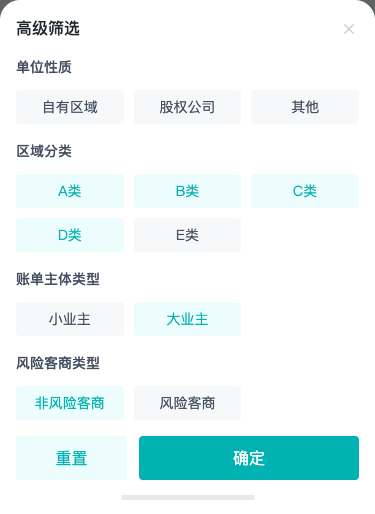 高级筛选
单位性质
自有区域 股权公司 其他
区域分类
A类 B类 C类
D类 E类
账单主体类型
小业主 大业主
风险客商类型
非风险客商 风险客商
重置 确定